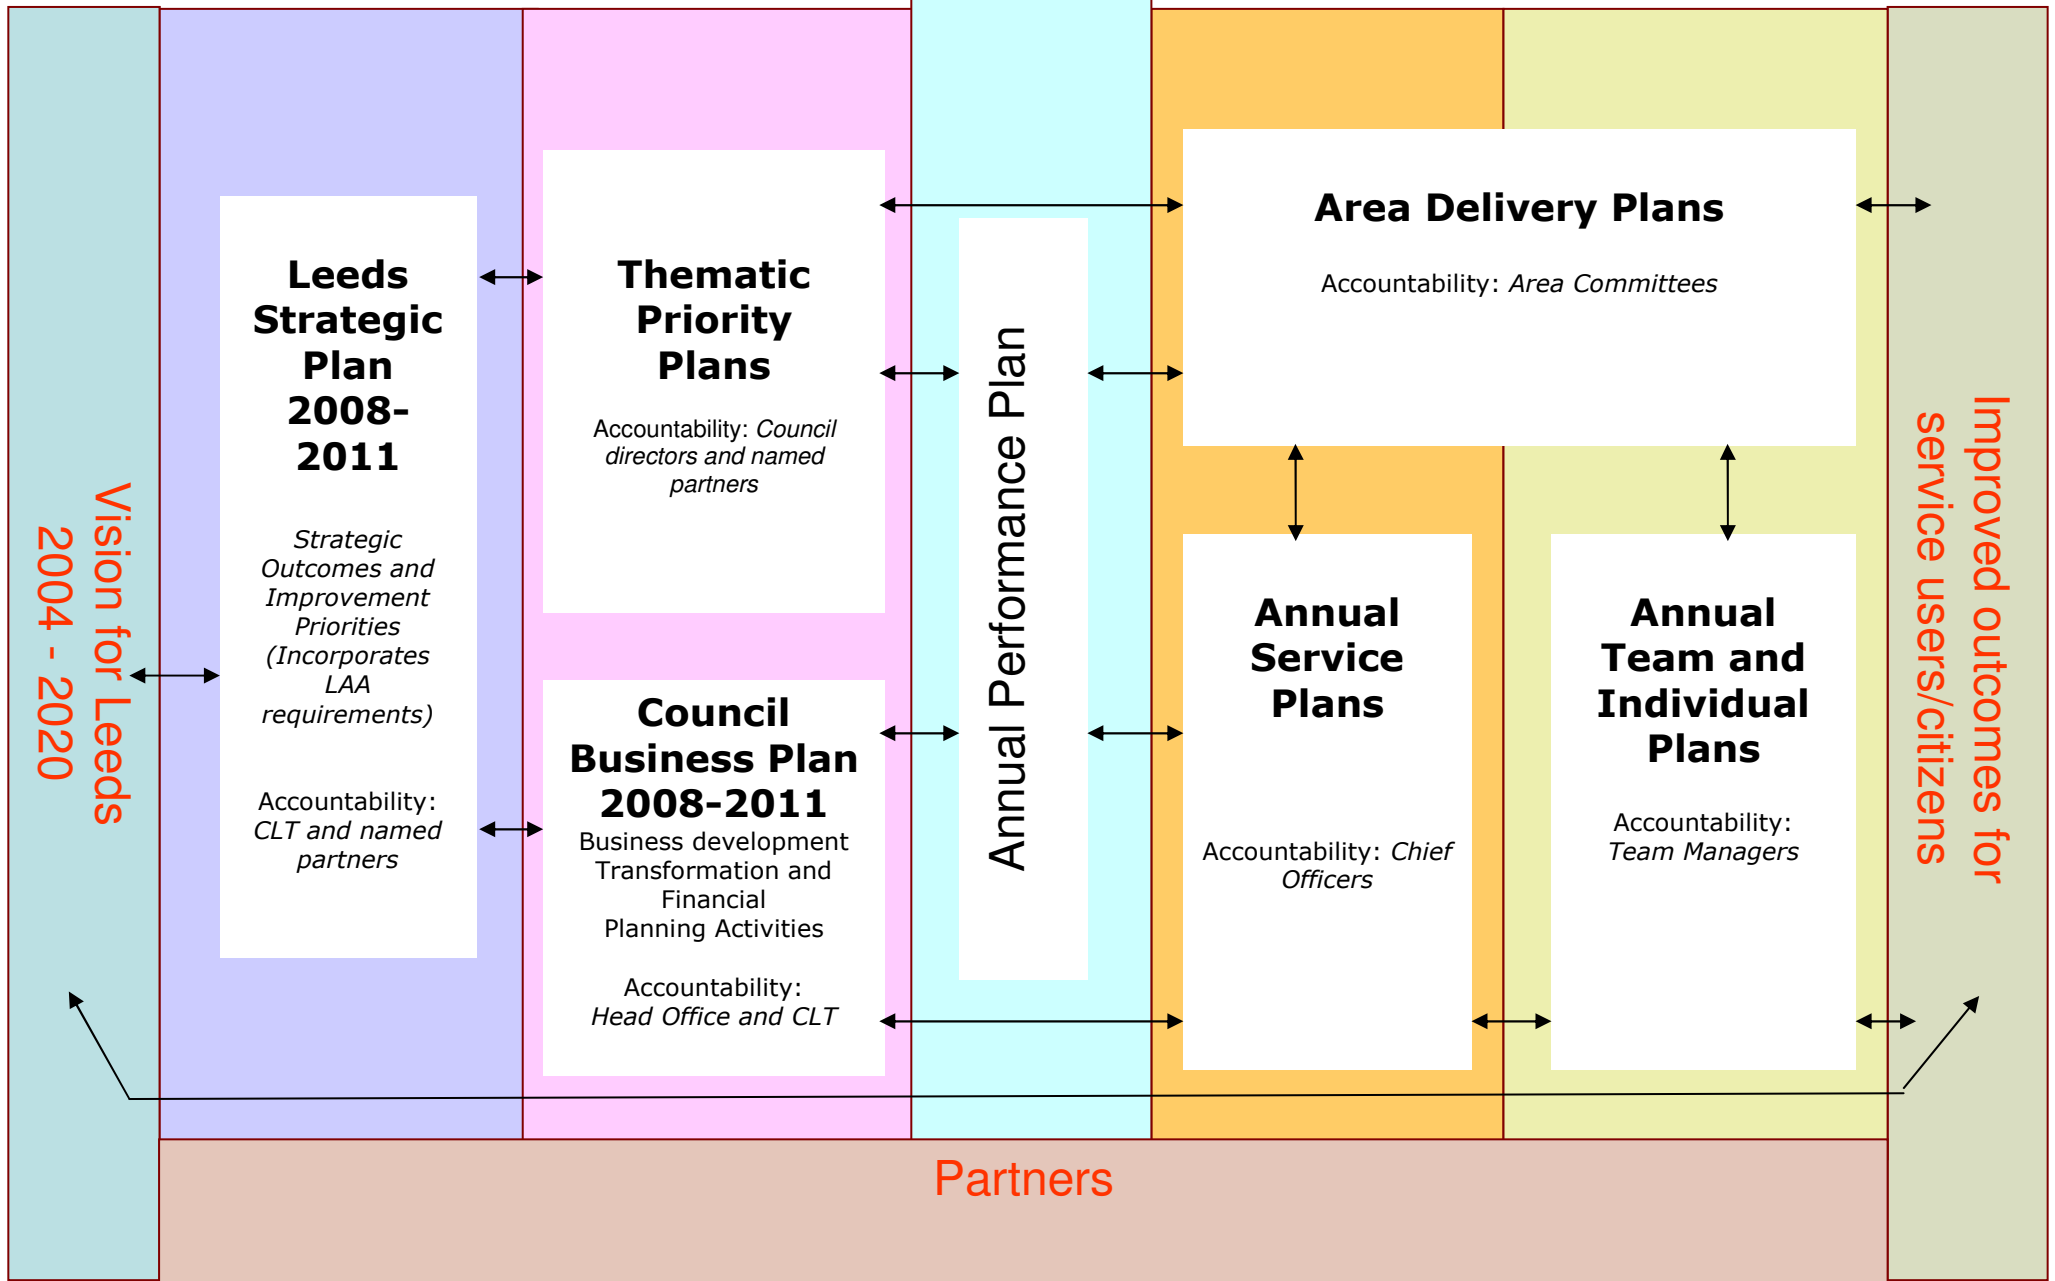 Vision for Leeds
2004 - 2020
Leeds
Strategic
Plan
2008-
2011
Strategic
Outcomes and
Improvement
Priorities
(Incorporates
LAA
requirements)
Accountability:
CLT and named
partners
Thematic
Priority
Plans
Accountability: Council
directors and named
partners
Council
Business Plan
2008-2011
Business development
Transformation and
Financial
Planning Activities
Accountability:
Head Office and CLT
Annual Performance Plan
Area Delivery Plans
Accountability: Area Committees
Annual
Service
Plans
Accountability: Chief
Officers
Annual
Team and
Individual
Plans
Accountability:
Team Managers
Improved outcomes for
service users/citizens
Partners